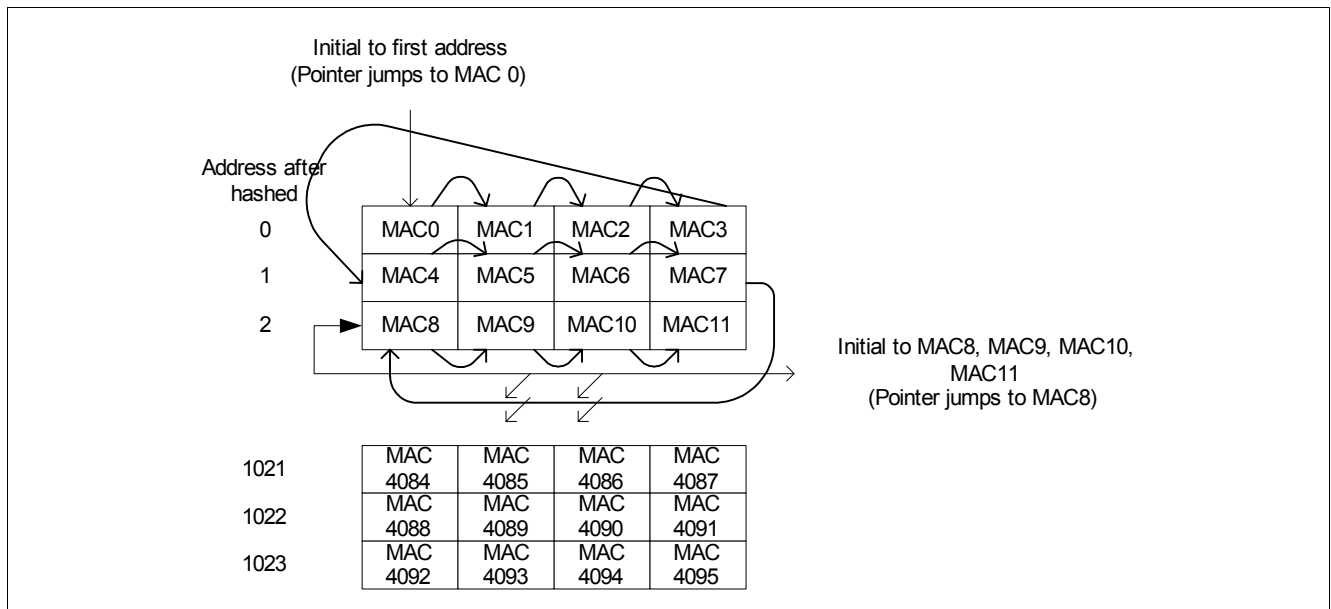 Initial to first address
(Pointer jumps to MAC 0)
Address after
hashed
0 MAC0 MAC1 MAC2 MAC3
1 MAC4 MAC5 MAC6 MAC7
2 MAC8 MAC9 MAC10 MAC11
Initial to MAC8, MAC9, MAC10,
MAC11
(Pointer jumps to MAC8)
1021 MAC 4084 MAC 4085 MAC 4086 MAC 4087
1022 MAC 4088 MAC 4089 MAC 4090 MAC 4091
1023 MAC 4092 MAC 4093 MAC 4094 MAC 4095